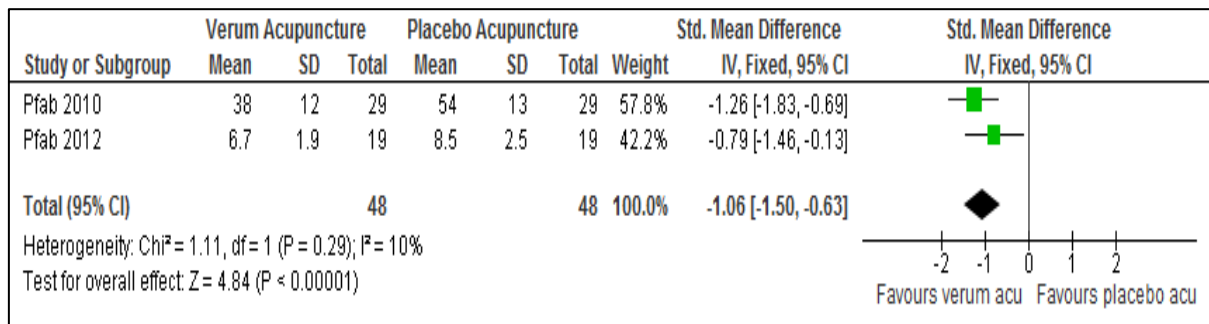 Verum Acupuncture Placebo Acupuncture Std. Mean Difference Std. Mean Difference
Study or Subgroup Mean SD Total Mean SD Total Weight IV, Fixed, 95% CI IV, Fixed, 95% CI
Pfab 2010 38 12 29 54 13 29 57.8% -1.26 [-1.83, -0.69]
Pfab 2012 6.7 1.9 19 8.5 2.5 19 42.2% -0.79 [-1.46, -0.13]
Total (95% CI) 48 48 100.0% -1.06 [-1.50, -0.63]
Heterogeneity: Chi² = 1.11, df = 1 (P = 0.29); I² = 10%
Test for overall effect: Z = 4.84 (P < 0.00001)
-2 -1 0 1 2
Favours verum acu Favours placebo acu